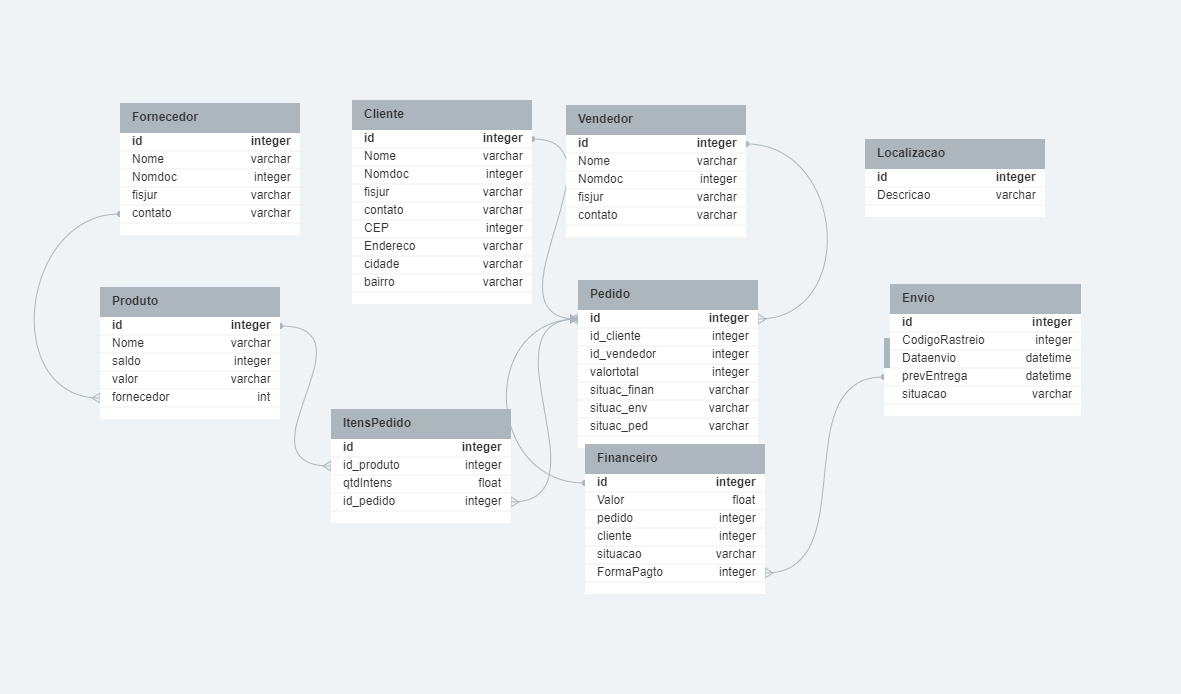 Fornecedor
id integer
Nome varchar
Nomdoc integer
fisjur varchar
contato varchar
Cliente
id integer
Nome varchar
Nomdoc integer
fisjur varchar
contato varchar
CEP integer
Endereco varchar
cidade varchar
bairro varchar
Vendedor
id integer
Nome varchar
Nomdoc integer
fisjur varchar
contato varchar
Localizacao
id integer
Descricao varchar
Produto
id integer
Nome varchar
saldo integer
valor varchar
fornecedor int
Pedido
id integer
id_cliente integer
id_vendedor integer
valortotal integer
situac_finan varchar
situac_env varchar
situac_ped varchar
Envio
id integer
CodigoRastreio integer
Dataenvio datetime
prevEntrega datetime
situacao varchar
ItensPedido
id integer
id_produto integer
qtdIntens float
id_pedido integer
Financeiro
id integer
Valor float
pedido integer
cliente integer
situacao varchar
FormaPagto integer